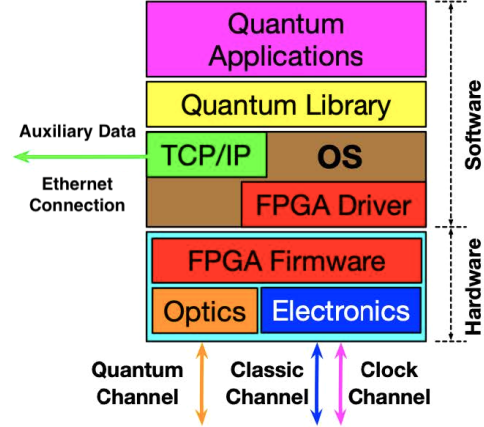 Quantum
Applications
Quantum Library
Auxiliary Data
TCP/IP
OS
Ethernet
Connection
FPGA Driver
Software
FPGA Firmware
Optics
Electronics
Hardware
Quantum
Channel
Classic
Channel
Clock
Channel